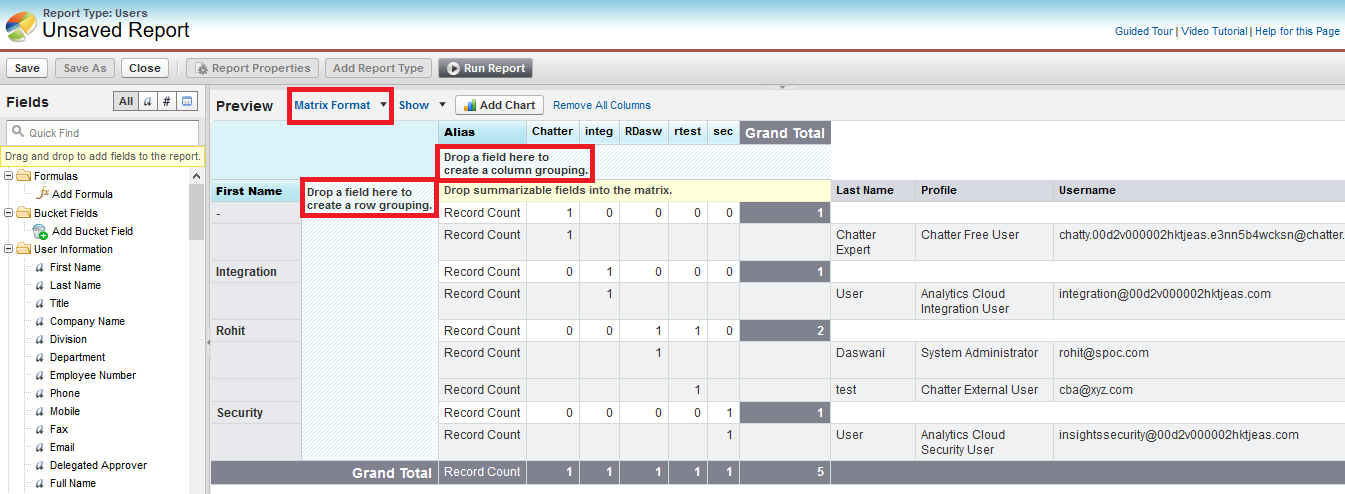 Report Type: Users
Unsaved Report
Guided Tour | Video Tutorial | Help for this Page
Save Save As Close Report Properties Add Report Type Run Report
Fields All a #
Quick Find
Drag and drop to add fields to the report.
Formulas
fx Add Formula
Bucket Fields
Add Bucket Field
User Information
a First Name
a Last Name
a Title
a Company Name
a Division
a Department
a Employee Number
a Phone
a Mobile
a Fax
a Email
a Delegated Approver
a Full Name
Preview Matrix Format Show Add Chart Remove All Columns
Alias Chatter integ RDasw rtest sec Grand Total
Drop a field here to
create a column grouping.
First Name Drop a field here to
create a row grouping. Drop summarizable fields into the matrix. Last Name Profile Username
- Record Count 1 0 0 0 0 1
Record Count 1 Chatter Chatter Free User chatty.00d2v000002hktjeas.e3nn5b4wcksn@chatter.
Expert
Integration Record Count 0 1 0 0 0 1
Record Count 1 User Analytics Cloud integration@00d2v000002hktjeas.com
Integration User
Rohit Record Count 0 0 1 1 0 2
Record Count 1 Daswani System Administrator rohit@spoc.com
Record Count 1 test Chatter External User cba@xyz.com
Security Record Count 0 0 0 0 1 1
Record Count 1 User Analytics Cloud insightssecurity@00d2v000002hktjeas.com
Security User
Grand Total Record Count 1 1 1 1 1 5